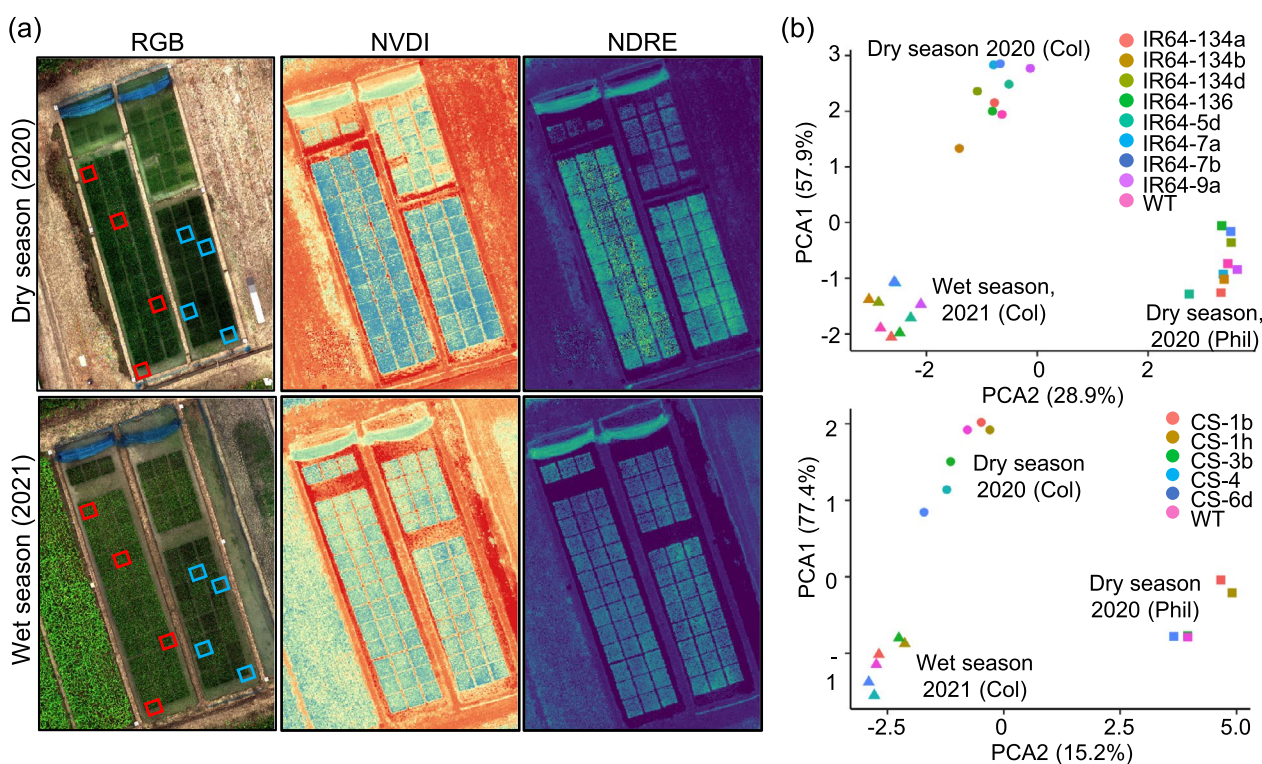 (a)
RGB
NVDI
NDRE
Dry season (2020)
Wet season (2021)
(b)
Dry season 2020 (Col)
IR64-134a
IR64-134b
IR64-134d
IR64-136
IR64-5d
IR64-7a
IR64-7b
IR64-9a
WT
3
2
1
0
-1
-2
PCA1 (57.9%)
Wet season,
2021 (Col)
Dry season,
2020 (Phil)
-2
0
2
PCA2 (28.9%)
CS-1b
CS-1h
CS-3b
CS-4
CS-6d
WT
2
1
0
-
1
PCA1 (77.4%)
Dry season
2020 (Col)
Dry season
2020 (Phil)
Wet season
2021 (Col)
-2.5
0
2.5
5.0
PCA2 (15.2%)